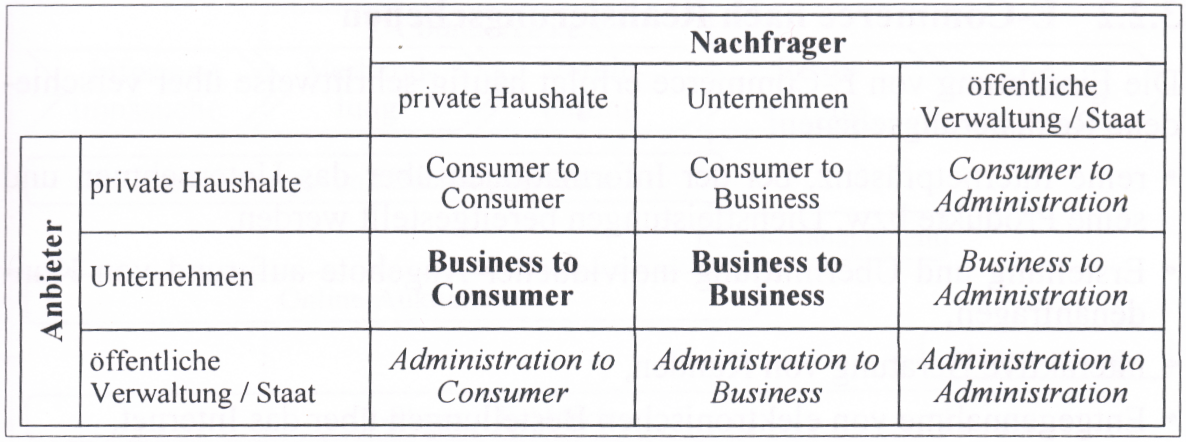 Nachfrager
private Haushalte
Unternehmen
öffentliche
Verwaltung / Staat
Anbieter
private Haushalte
Consumer to
Consumer
Consumer to
Business
Consumer to
Administration
Unternehmen
Business to
Consumer
Business to
Business
Business to
Administration
öffentliche
Verwaltung / Staat
Administration to
Consumer
Administration to
Business
Administration to
Administration